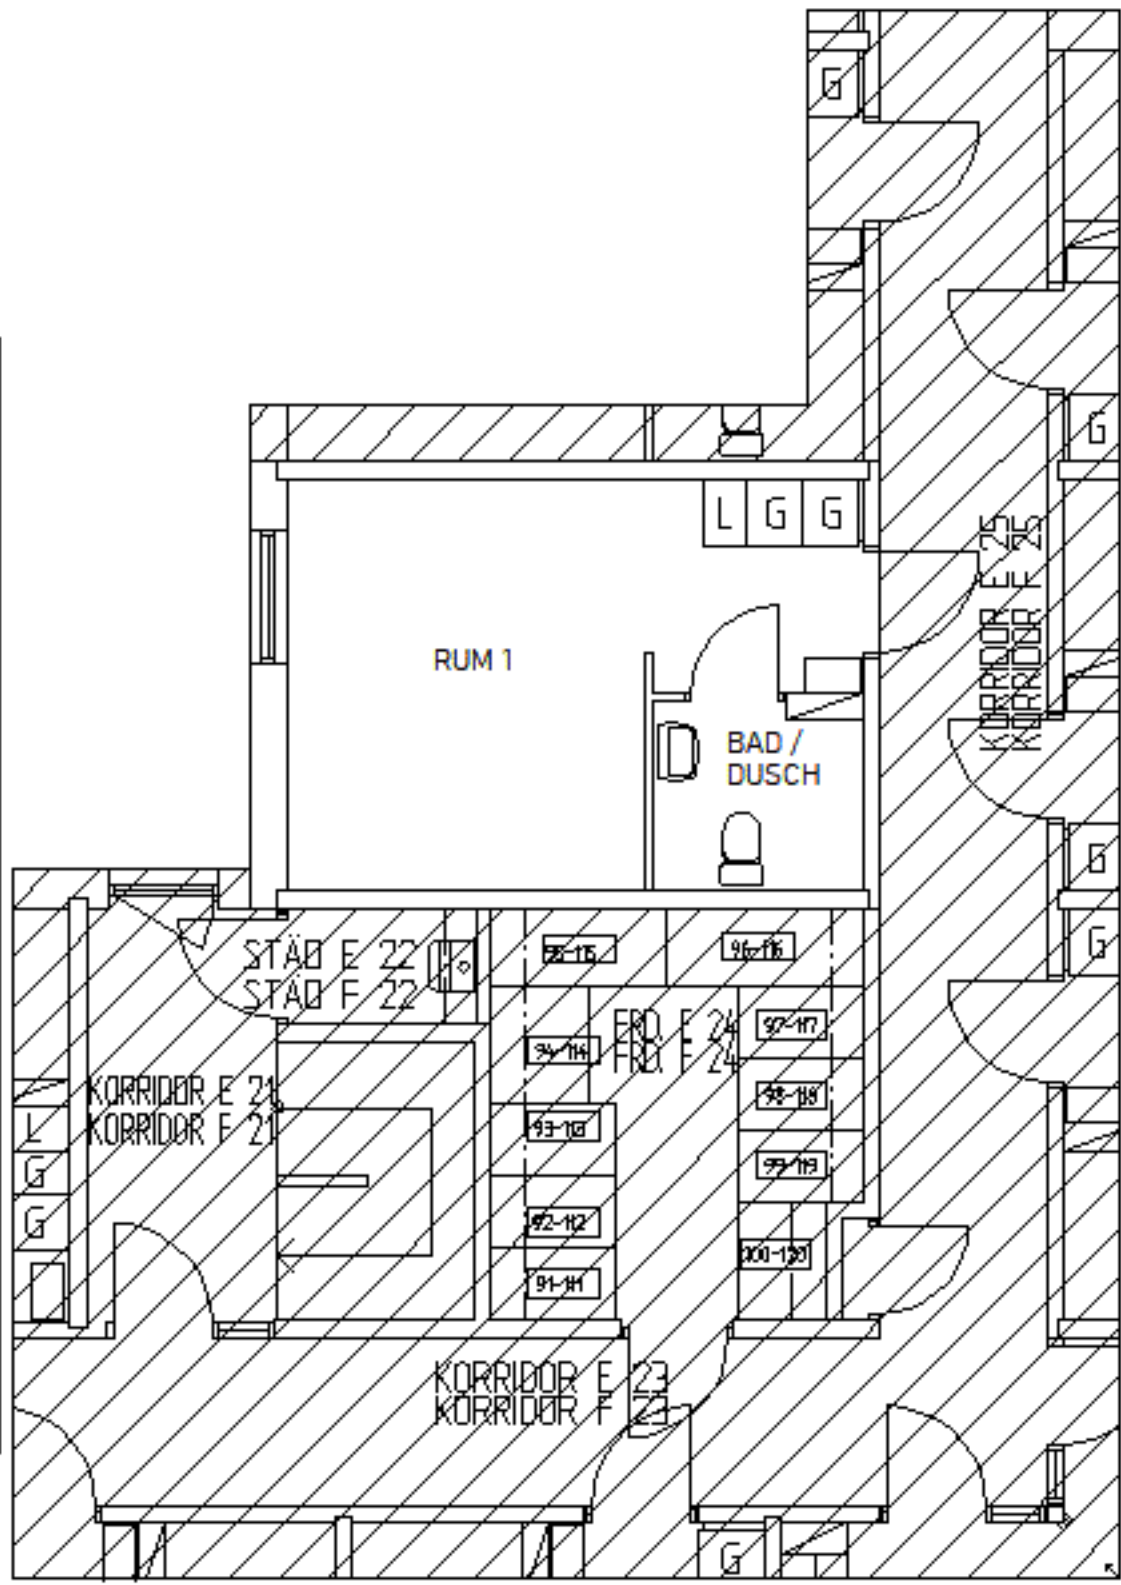 G
G
L G G
KORRIDOR E 25
KORRIDOR F 25
RUM 1
BAD /
DUSCH
G
STÄD E 22
STÄD F 22
95-115
96-116
G
FRD. E 24
FRD. F 24
97-117
94-114
KORRIDOR E 21
KORRIDOR F 21
98-118
L
93-113
99-119
G
G
92-112
100-120
91-111
KORRIDOR E 23
KORRIDOR F 23
G